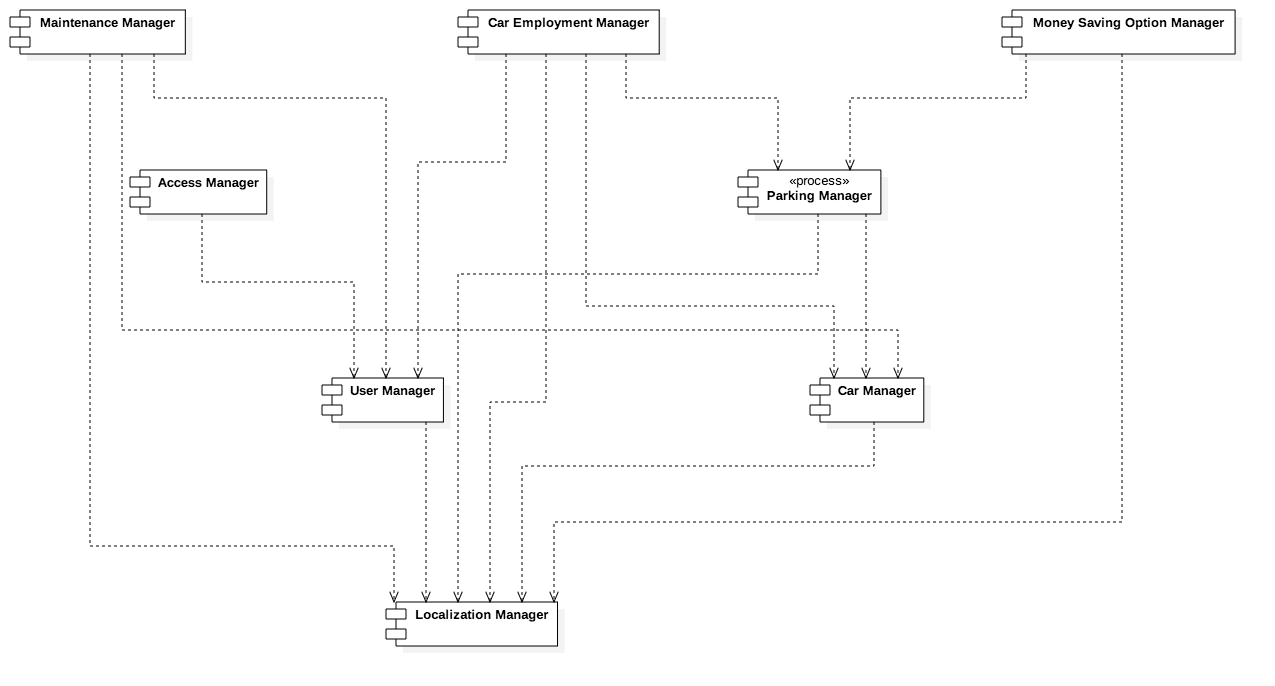 Maintenance Manager
Car Employment Manager
Money Saving Option Manager
Access Manager
«process»
Parking Manager
User Manager
Car Manager
Localization Manager